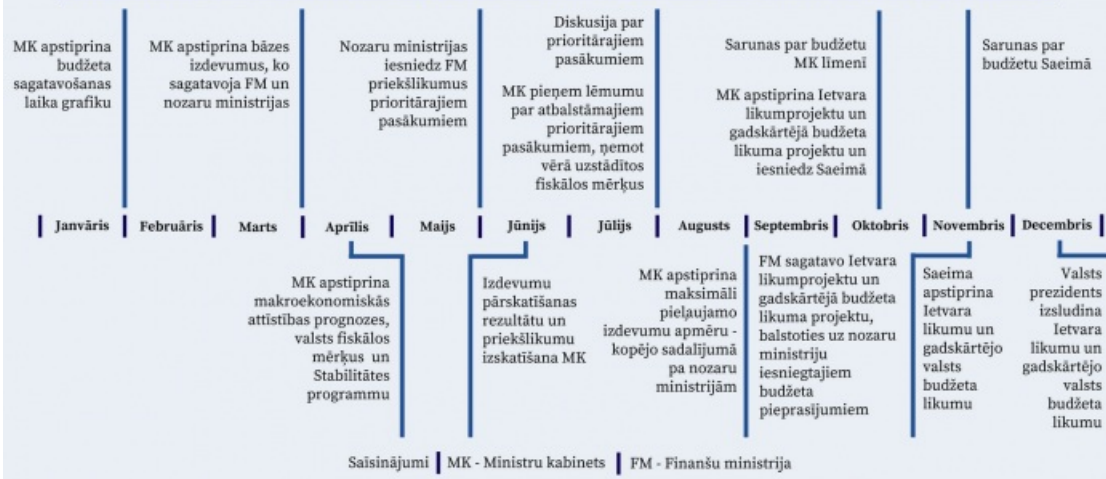 MK apstiprina
budžeta
sagatavošanas
laika grafiku
MK apstiprina bāzes
izdevumus, ko
sagatavoja FM un
nozaru ministrijas
Nozaru ministrijas
iesniedz FM
priekšlikumus
prioritārajiem
pasākumiem
Diskusija par
prioritārajiem
pasākumiem
MK pieņem lēmumu
par atbalstāmajiem
prioritārajiem
pasākumiem, ņemot
vērā uzstādītos
fiskālos mērķus
Sarunas par budžetu
MK līmenī
MK apstiprina Ietvara
likumprojektu un
gadskārtējā budžeta
likuma projektu un
iesniedz Saeimā
Sarunas par
budžetu Saeimā
Janvāris Februāris Marts Aprīlis Maijs Jūnijs Jūlijs Augusts Septembris Oktobris Novembris Decembris
MK apstiprina
makroekonomiskās
attīstības prognozes,
valsts fiskālos
mērķus un
Stabilitātes
programmu
Izdevumu
pārskatīšanas
rezultātu un
priekšlikumu
izskatīšana MK
MK apstiprina
maksimāli
pieļaujamo
izdevumu apmēru -
kopējo sadalījumā
pa nozaru
ministrijām
FM sagatavo Ietvara
likumprojektu un
gadskārtējā budžeta
likuma projektu,
balstoties uz nozaru
ministriju
iesniegtajiem
budžeta
pieprasījumiem
Saeima
apstiprina
Ietvara
likumu un
gadskārtējo
valsts
budžeta
likumu
Valsts
prezidents
izsludina
Ietvara
likumu un
gadskārtējo
valsts
budžeta
likumu
Saīsinājumi MK - Ministru kabinets FM - Finanšu ministrija